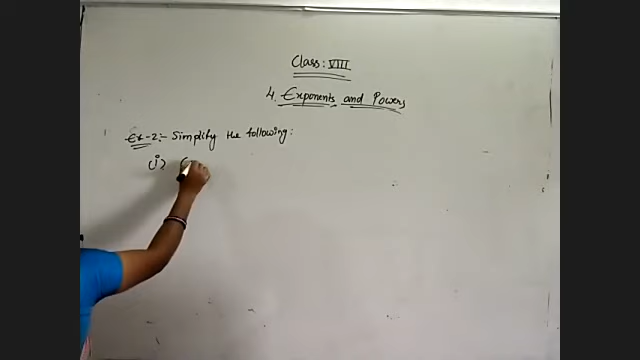 Class: VIII
4. Exponents and Powers
Ex-2:- Simplify the following:
(i) (